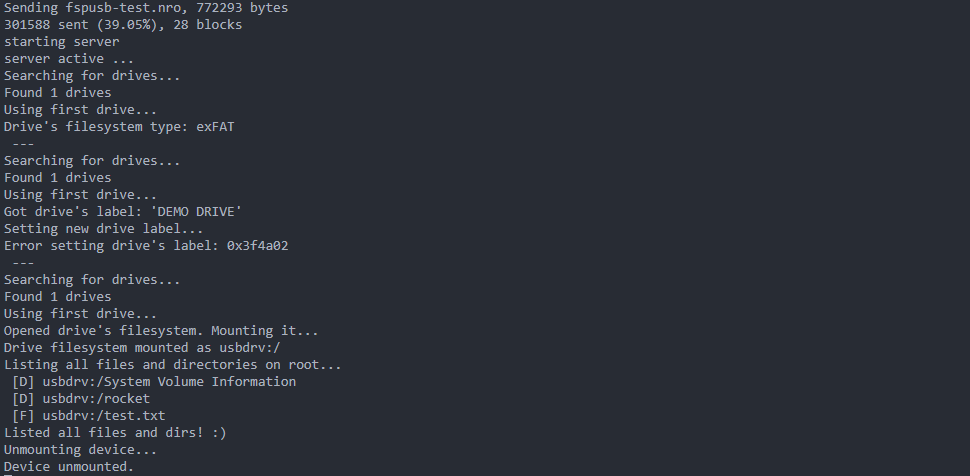 Sending fspusb-test.nro, 772293 bytes
301588 sent (39.05%), 28 blocks
starting server
server active ...
Searching for drives...
Found 1 drives
Using first drive...
Drive's filesystem type: exFAT
---
Searching for drives...
Found 1 drives
Using first drive...
Got drive's label: 'DEMO DRIVE'
Setting new drive label...
Error setting drive's label: 0x3f4a02
---
Searching for drives...
Found 1 drives
Using first drive...
Opened drive's filesystem. Mounting it...
Drive filesystem mounted as usbdrv:/
Listing all files and directories on root...
[D] usbdrv:/System Volume Information
[D] usbdrv:/rocket
[F] usbdrv:/test.txt
Listed all files and dirs! :)
Unmounting device...
Device unmounted.